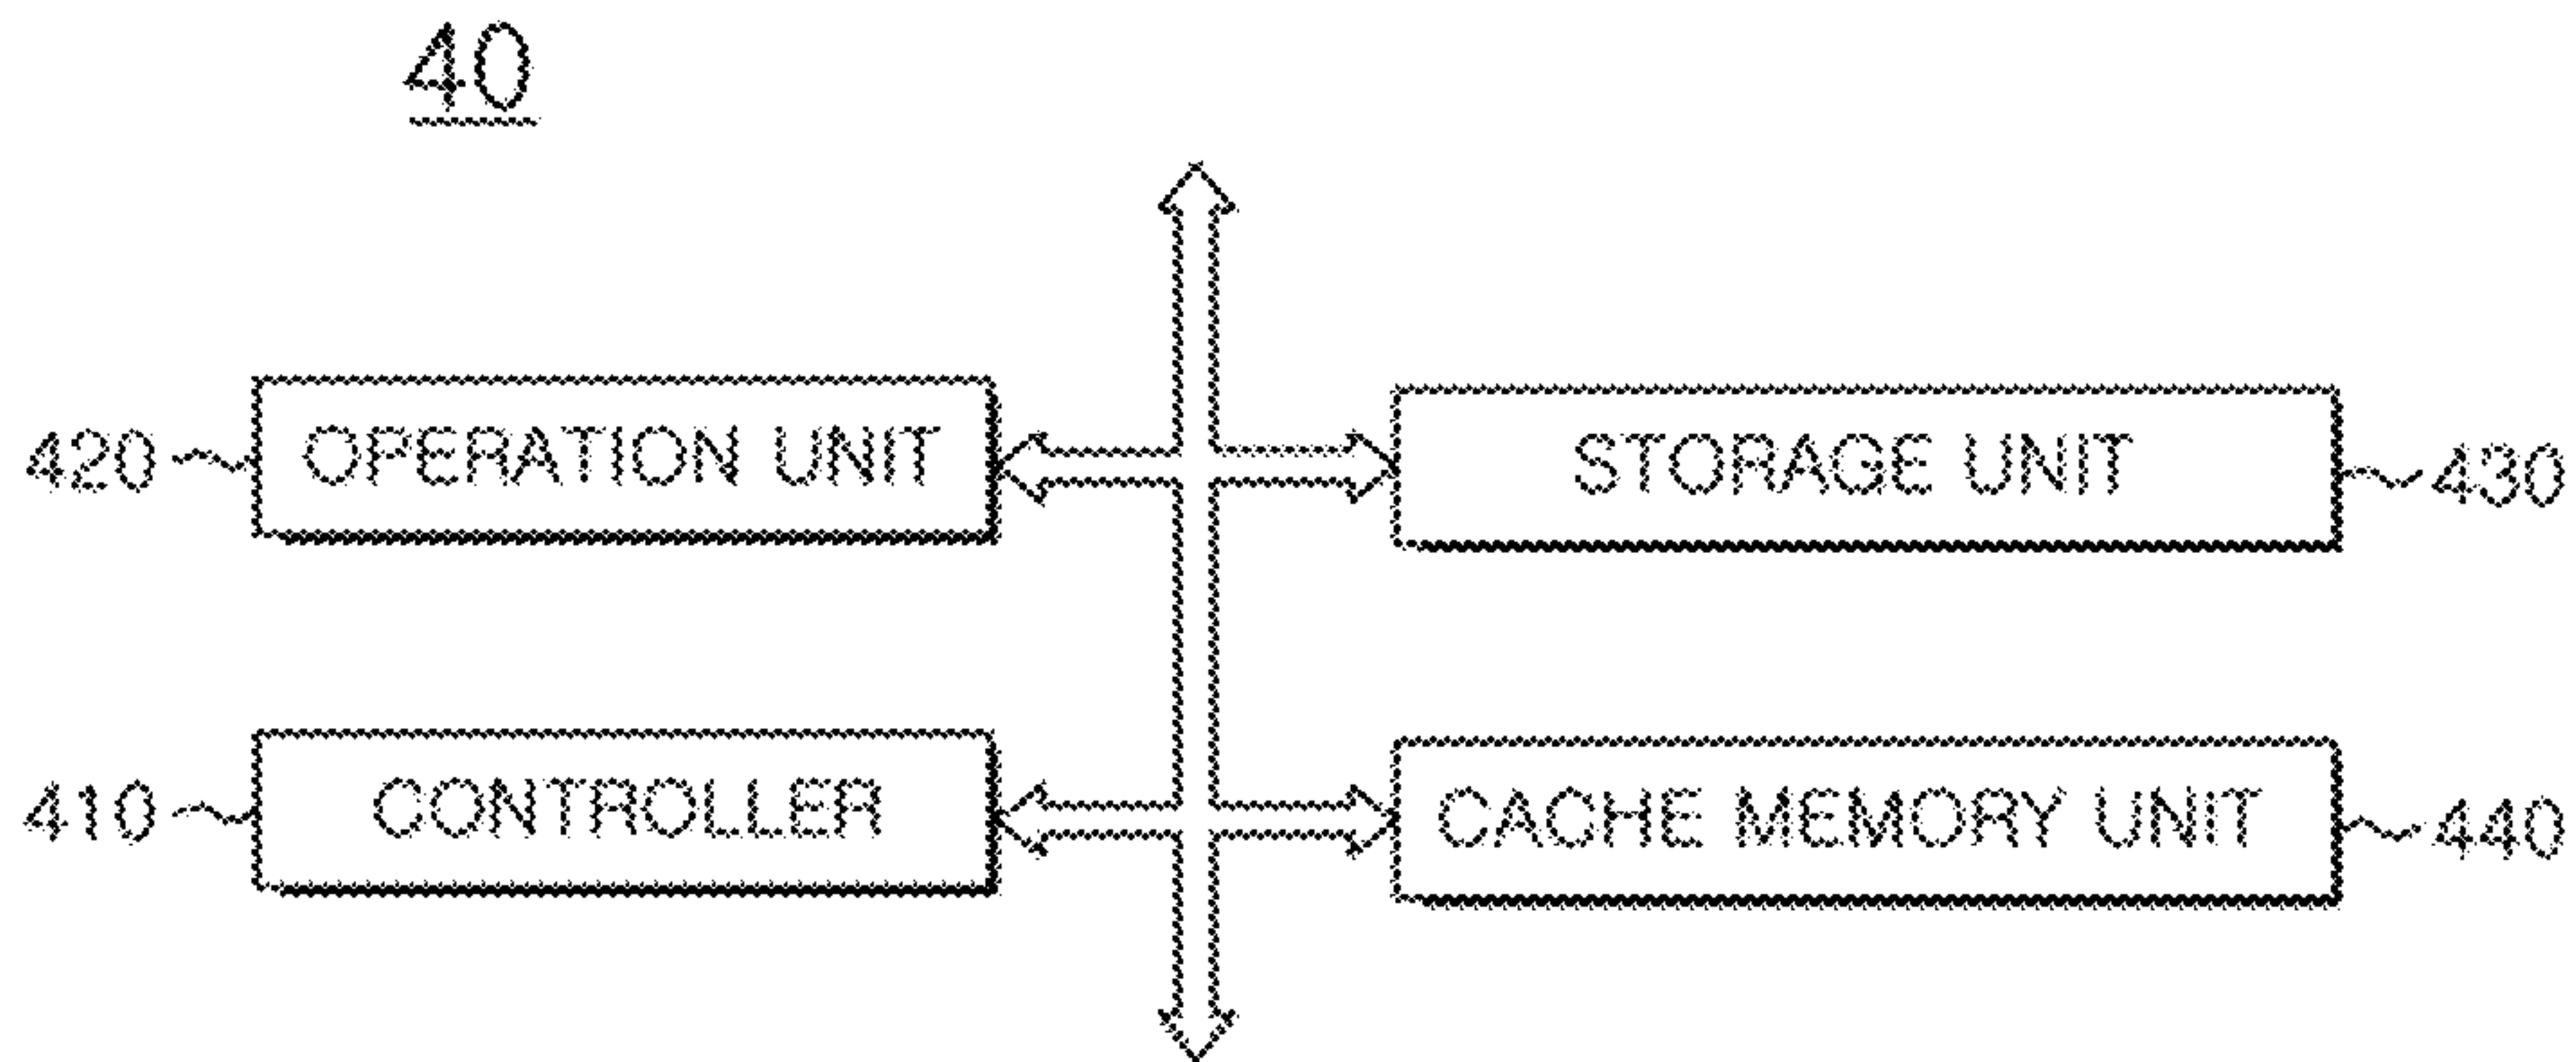 40
420 OPERATION UNIT
STORAGE UNIT 430
410 CONTROLLER
CACHE MEMORY UNIT 440